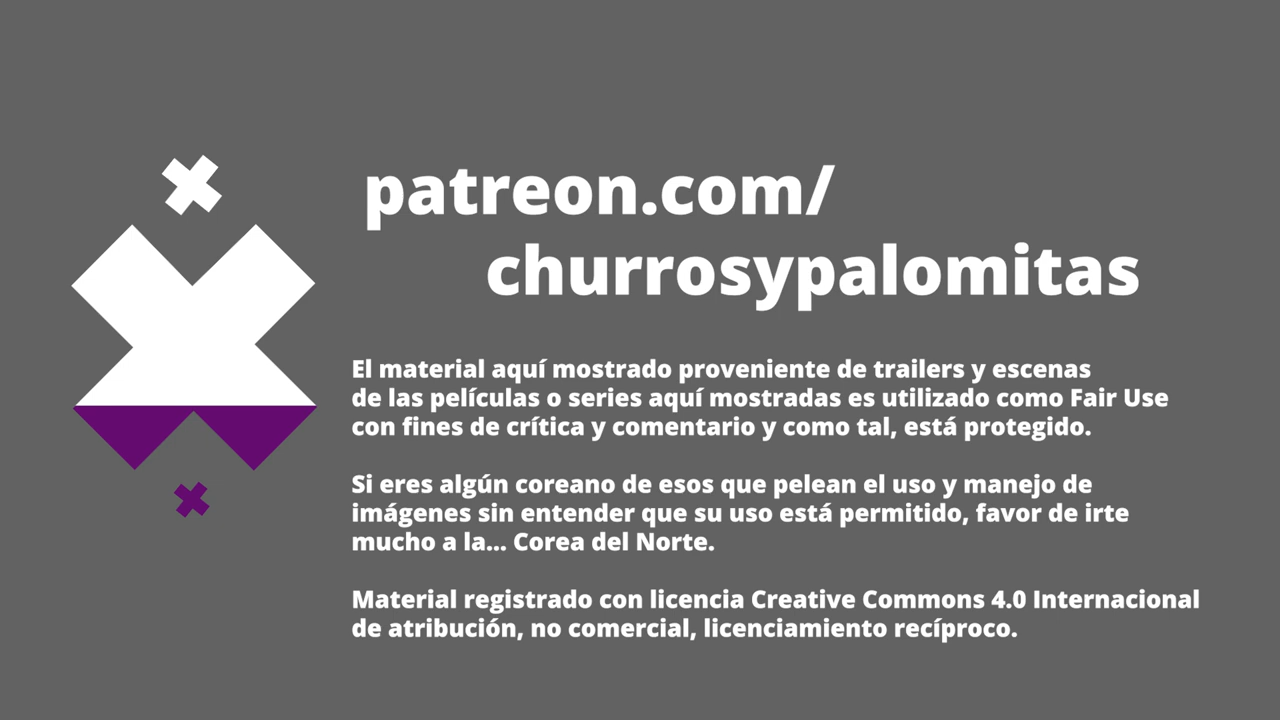 patreon.com/
churrosypalomitas
El material aquí mostrado proveniente de trailers y escenas
de las películas o series aquí mostradas es utilizado como Fair Use
con fines de crítica y comentario y como tal, está protegido.
Si eres algún coreano de esos que pelean el uso y manejo de
imágenes sin entender que su uso está permitido, favor de irte
mucho a la... Corea del Norte.
Material registrado con licencia Creative Commons 4.0 Internacional
de atribución, no comercial, licenciamiento recíproco.